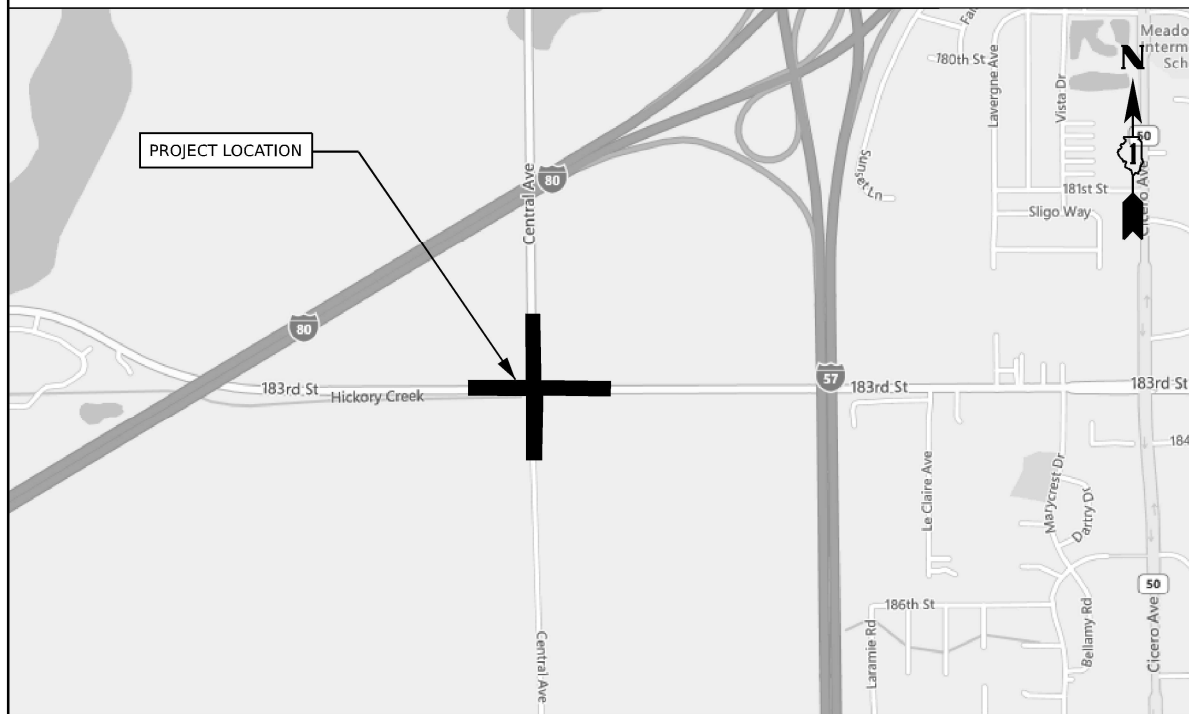 Meado
Interm
Sch
N
180th St
Lavergne Ave
Vista Dr
50
PROJECT LOCATION
Sunset Ln
80
Central Ave
181st St
Cicero Ave
Sligo Way
80
57
183rd St
183rd St
183rd St
Hickory Creek
184
Le Claire Ave
Marycrest Dr
Dartry Dr
50
186th St
Central Ave
Laramie Rd
Bellamy Rd
Cicero Ave